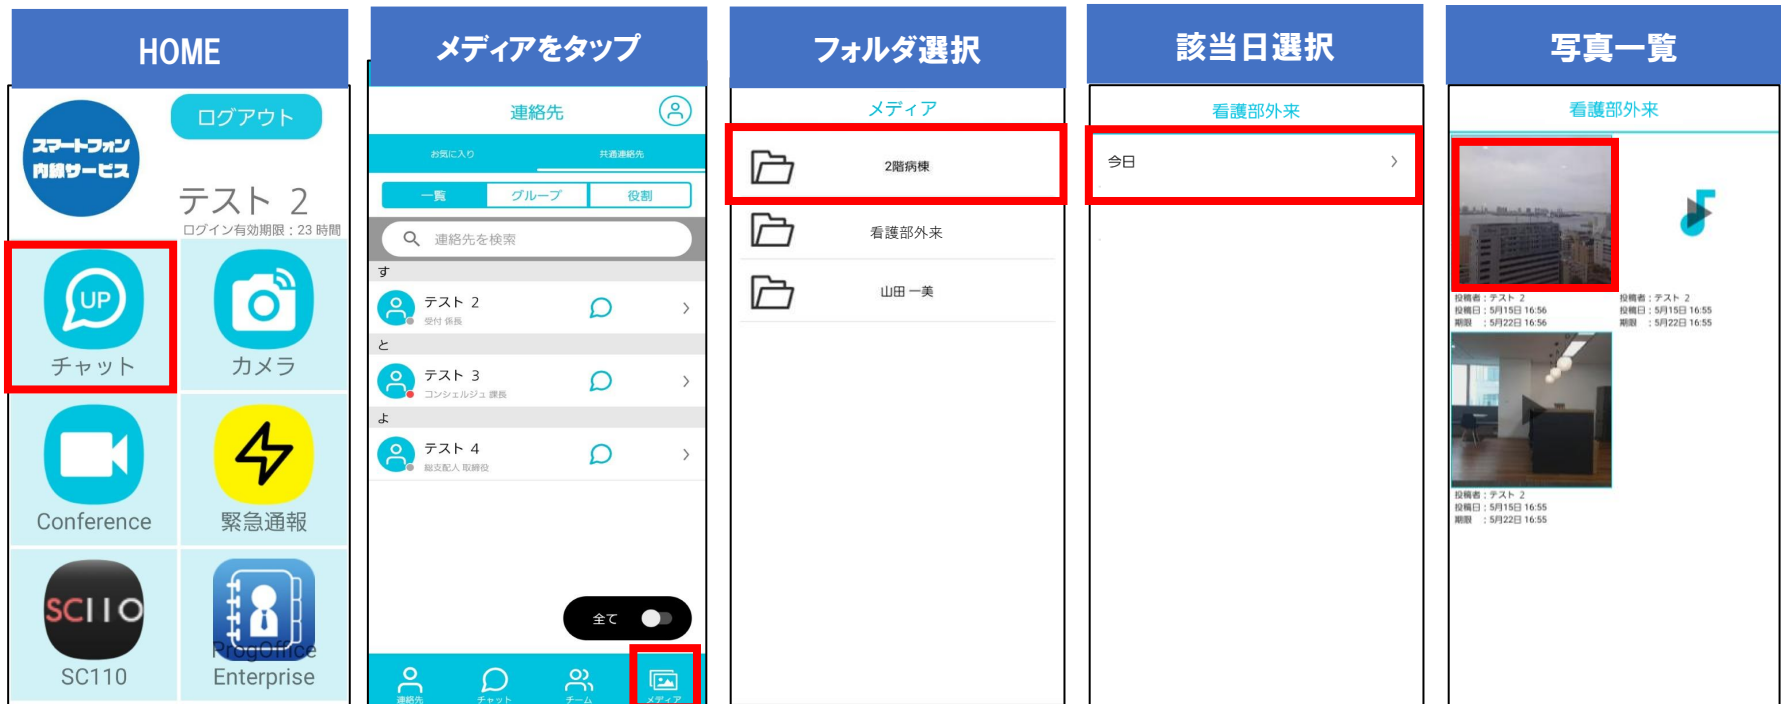 HOME
ログアウト
スマートフォン
内線サービス
テスト 2
ログイン有効期限：23 時間
UP
チャット
カメラ
Conference
緊急通報
SC110
SC110
ProgOffice
Enterprise
メディアをタップ
連絡先
お気に入り
共通連絡先
一覧
グループ
役割
連絡先を検索
す
テスト 2
受付 係長
と
テスト 3
コンシェルジュ 課長
よ
テスト 4
総支配人 取締役
全て
連絡先
チャット
チーム
メディア
フォルダ選択
メディア
2階病棟
看護部外来
山田 一美
該当日選択
看護部外来
今日
写真一覧
看護部外来
投稿者：テスト 2
投稿日：5月15日 16:56
期限 ：5月22日 16:56
投稿者：テスト 2
投稿日：5月15日 16:55
期限 ：5月22日 16:55
投稿者：テスト 2
投稿日：5月15日 16:55
期限 ：5月22日 16:55